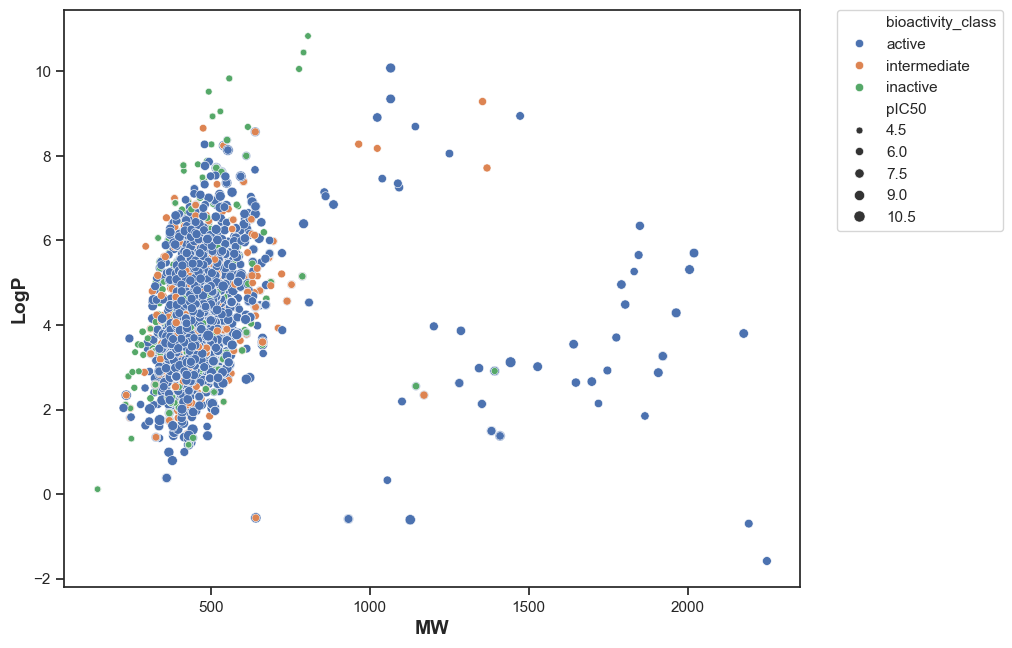 10
8
6
4
2
0
−2
LogP
500
1000
1500
2000
MW
bioactivity_class
active
intermediate
inactive
pIC50
4.5
6.0
7.5
9.0
10.5